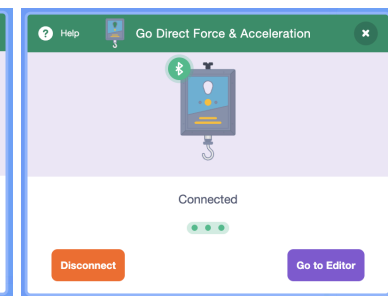 Help
Go Direct Force & Acceleration
Connected
Disconnect
Go to Editor